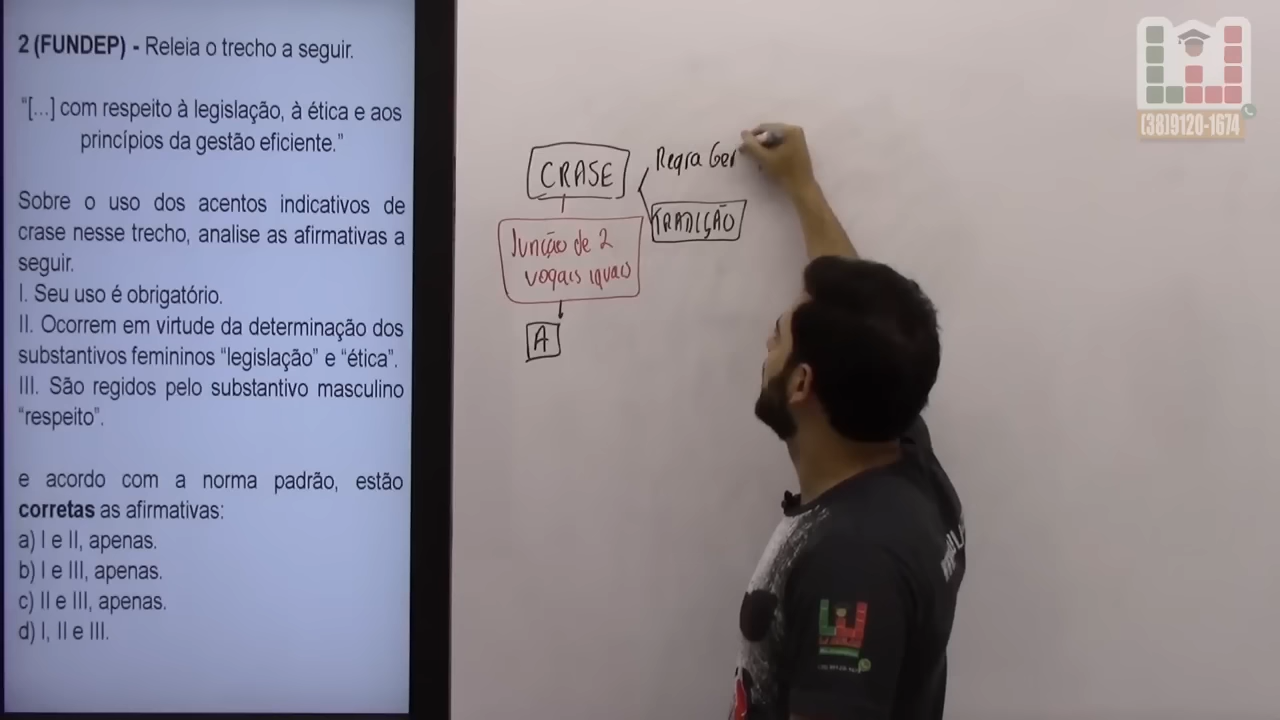 2 (FUNDEP) - Releia o trecho a seguir.
“[...] com respeito à legislação, à ética e aos
princípios da gestão eficiente.”
Sobre o uso dos acentos indicativos de
crase nesse trecho, analise as afirmativas a
seguir.
I. Seu uso é obrigatório.
II. Ocorrem em virtude da determinação dos
substantivos femininos “legislação” e “ética”.
III. São regidos pelo substantivo masculino
“respeito”.
e acordo com a norma padrão, estão
corretas as afirmativas:
a) I e II, apenas.
b) I e III, apenas.
c) II e III, apenas.
d) I, II e III.
CRASE
Regra Ger
TRADIÇÃO
Junção de 2
vogais iguais
A
(38)9120-1674